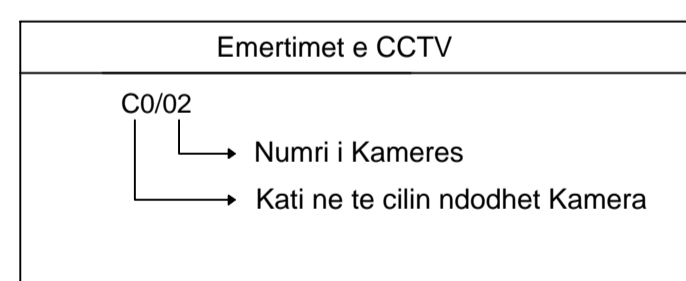 Emertimet e CCTV
C0/02
Numri i Kameres
Kati ne te cilin ndodhet Kamera